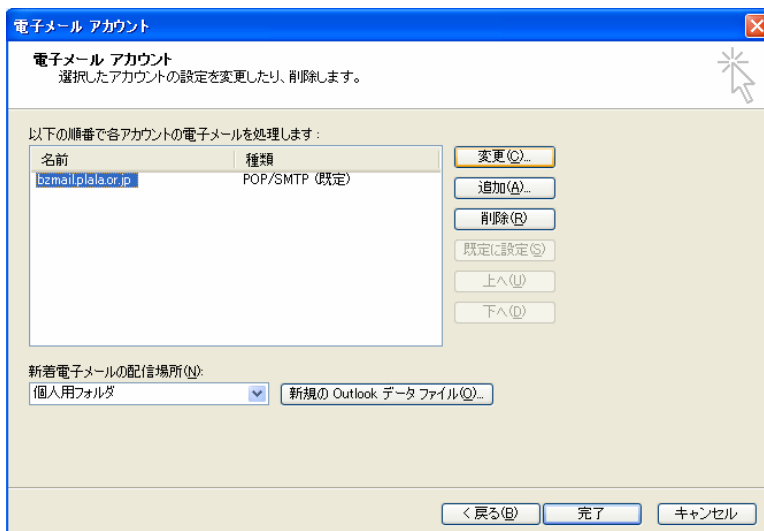 電子メール アカウント
電子メール アカウント
選択したアカウントの設定を変更したり、削除します。
以下の順番で各アカウントの電子メールを処理します:
名前 種類
bzmail.plala.or.jp POP/SMTP (既定)
変更(C)...
追加(A)...
削除(R)
既定に設定(S)
上へ(U)
下へ(D)
新着電子メールの配信場所(N):
個人用フォルダ 新規の Outlook データ ファイル(O)...
< 戻る(B) 完了 キャンセル